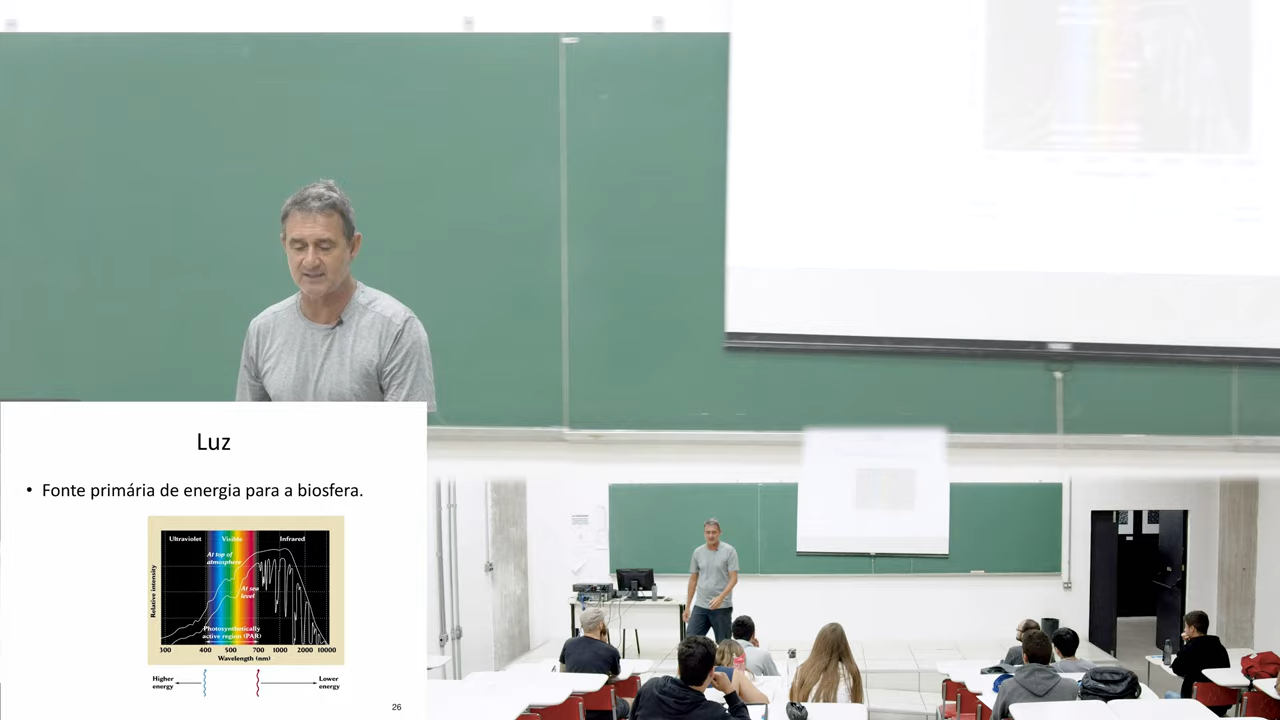 Luz
• Fonte primária de energia para a biosfera.
Ultraviolet Visible Infrared
At top of
atmosphere
At sea
level
Photosynthetically
active region (PAR)
Relative intensity
300 400 500 700 1000 2000 10000
Wavelength (nm)
Higher
energy
Lower
energy
26